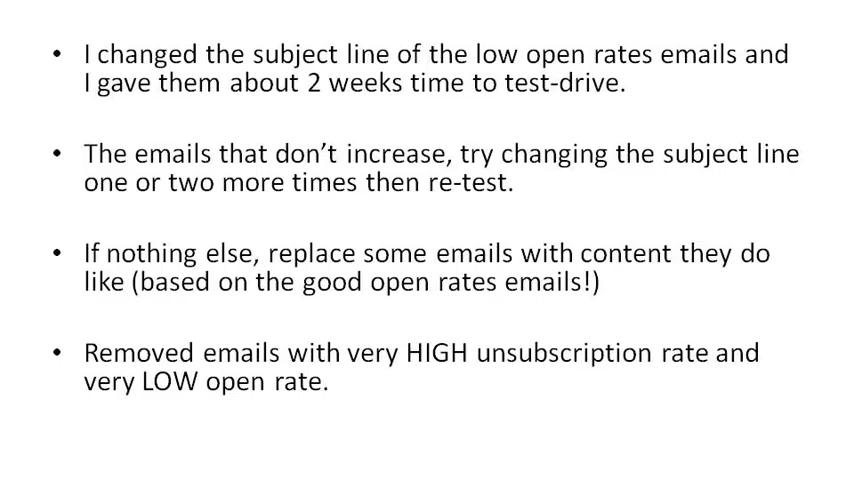 • I changed the subject line of the low open rates emails and
I gave them about 2 weeks time to test-drive.
• The emails that don’t increase, try changing the subject line
one or two more times then re-test.
• If nothing else, replace some emails with content they do
like (based on the good open rates emails!)
• Removed emails with very HIGH unsubscription rate and
very LOW open rate.